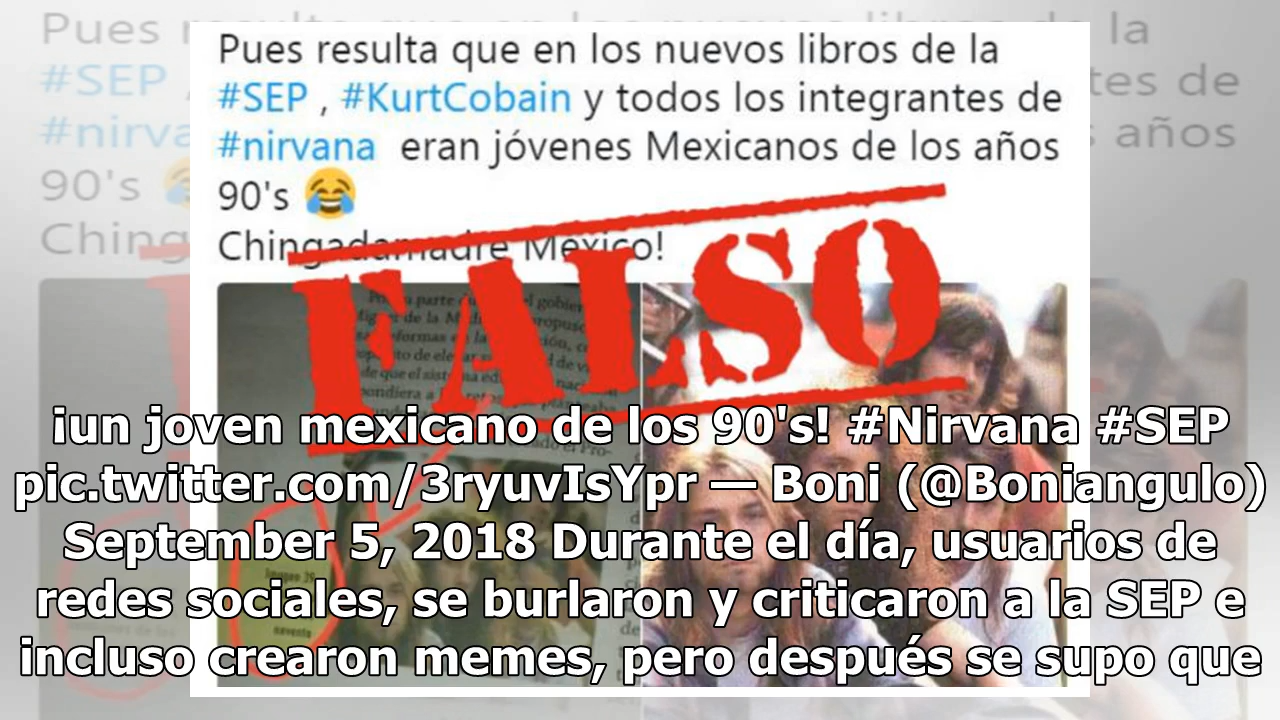 Pues resulta que en los nuevos libros de la
#SEP , #KurtCobain y todos los integrantes de
#nirvana eran jóvenes Mexicanos de los años
90's 😂
Chingadamadre Mexico!
FALSO
¡un joven mexicano de los 90's! #Nirvana #SEP
pic.twitter.com/3ryuvIsYpr — Boni (@Boniangulo)
September 5, 2018 Durante el día, usuarios de
redes sociales, se burlaron y criticaron a la SEP e
incluso crearon memes, pero después se supo que